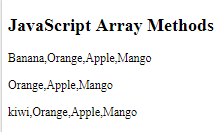 JavaScript Array Methods
Banana,Orange,Apple,Mango
Orange,Apple,Mango
kiwi,Orange,Apple,Mango